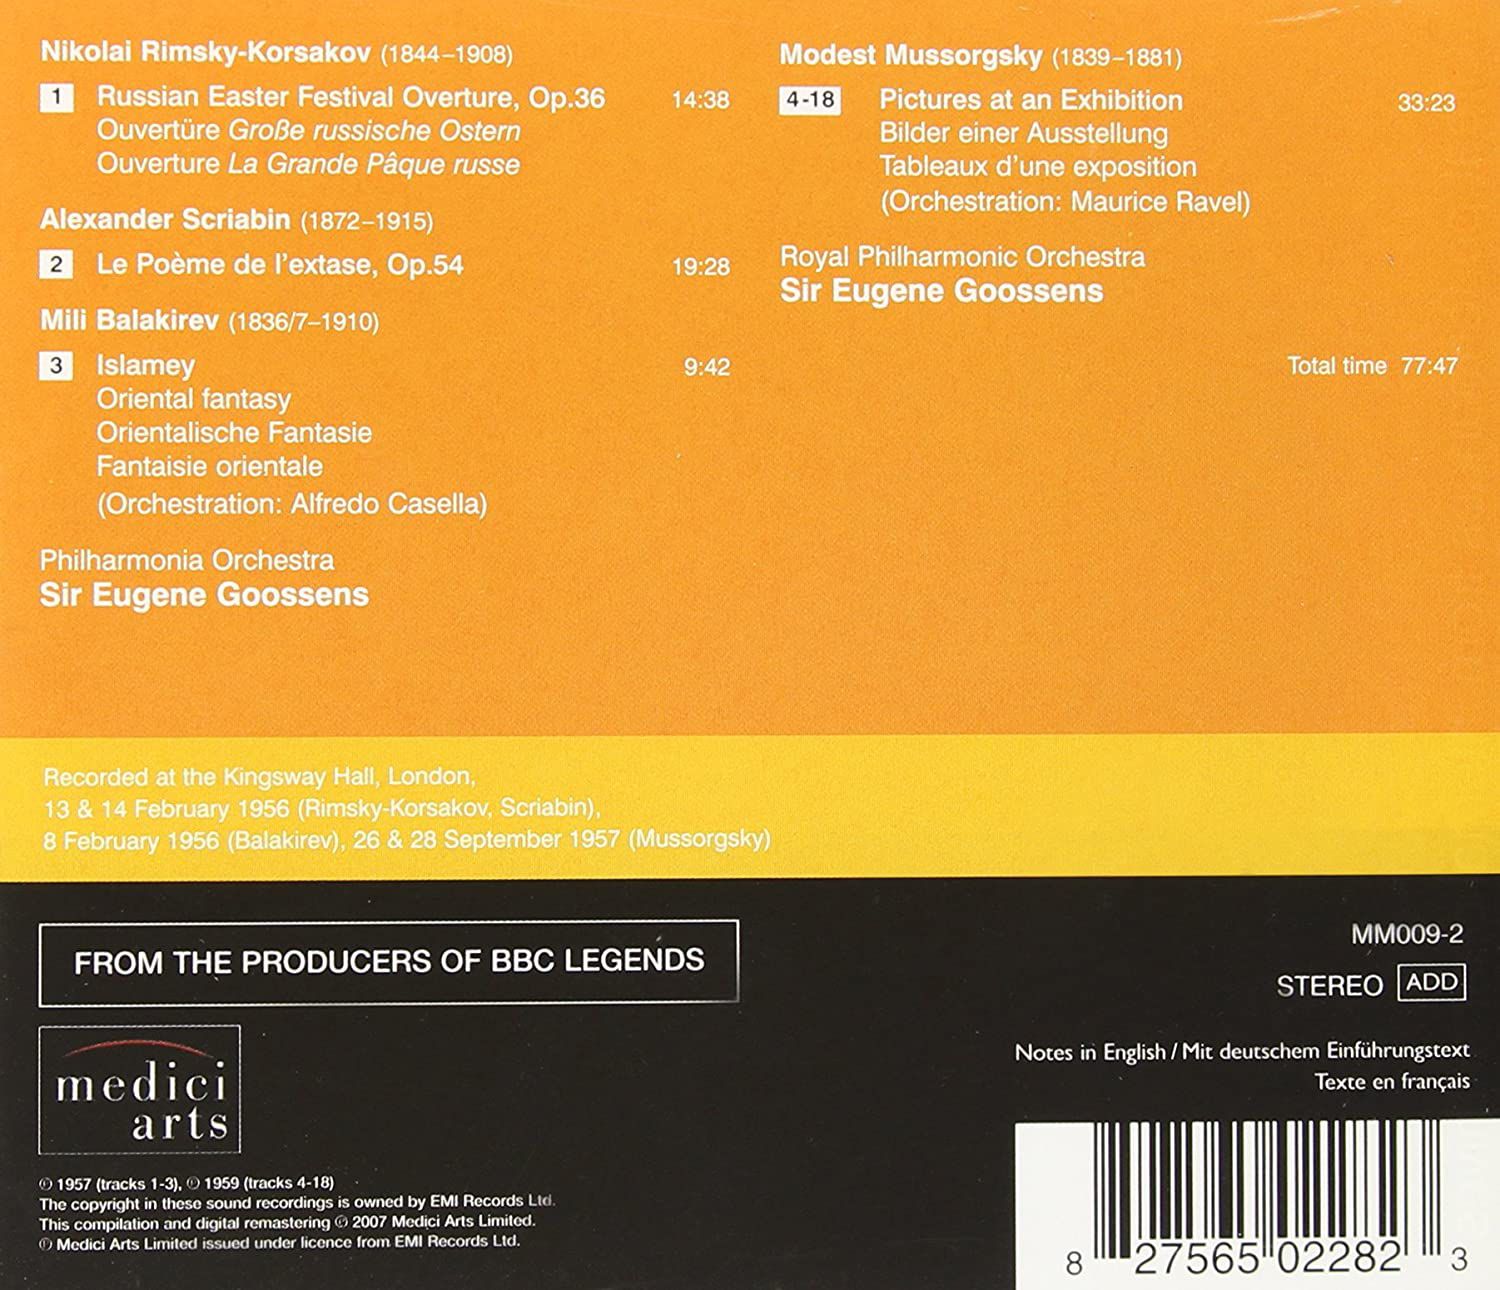 Nikolai Rimsky-Korsakov (1844–1908)
1 Russian Easter Festival Overture, Op.36 14:38
Ouvertüre Große russische Ostern
Ouverture La Grande Pâque russe
Alexander Scriabin (1872–1915)
2 Le Poème de l'extase, Op.54 19:28
Mili Balakirev (1836/7–1910)
3 Islamey 9:42
Oriental fantasy
Orientalische Fantasie
Fantaisie orientale
(Orchestration: Alfredo Casella)
Philharmonia Orchestra
Sir Eugene Goossens
Modest Mussorgsky (1839–1881)
4-18 Pictures at an Exhibition 33:23
Bilder einer Ausstellung
Tableaux d'une exposition
(Orchestration: Maurice Ravel)
Royal Philharmonic Orchestra
Sir Eugene Goossens
Total time 77:47
Recorded at the Kingsway Hall, London,
13 & 14 February 1956 (Rimsky-Korsakov, Scriabin),
8 February 1956 (Balakirev), 26 & 28 September 1957 (Mussorgsky)
FROM THE PRODUCERS OF BBC LEGENDS
medici
arts
℗ 1957 (tracks 1-3), ℗ 1959 (tracks 4-18)
The copyright in these sound recordings is owned by EMI Records Ltd.
This compilation and digital remastering ℗ 2007 Medici Arts Limited.
℗ Medici Arts Limited issued under licence from EMI Records Ltd.
MM009-2
STEREO ADD
Notes in English / Mit deutschem Einführungstext
Texte en français
8 27565 02282 3